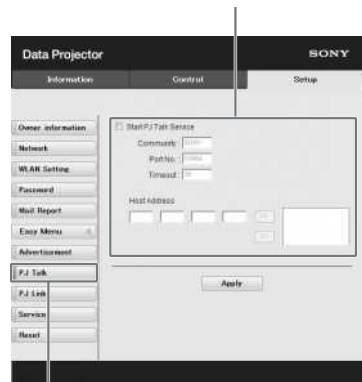 Data Projector
SONY
Information
Control
Setup
Owner information
Network
WLAN Setting
Password
Mail Report
Easy Menu
Advertisement
PJ Talk
PJ Link
Service
Reset
Start PJ Talk Service
Community:
Port No.:
Timeout:
Host Address
Apply